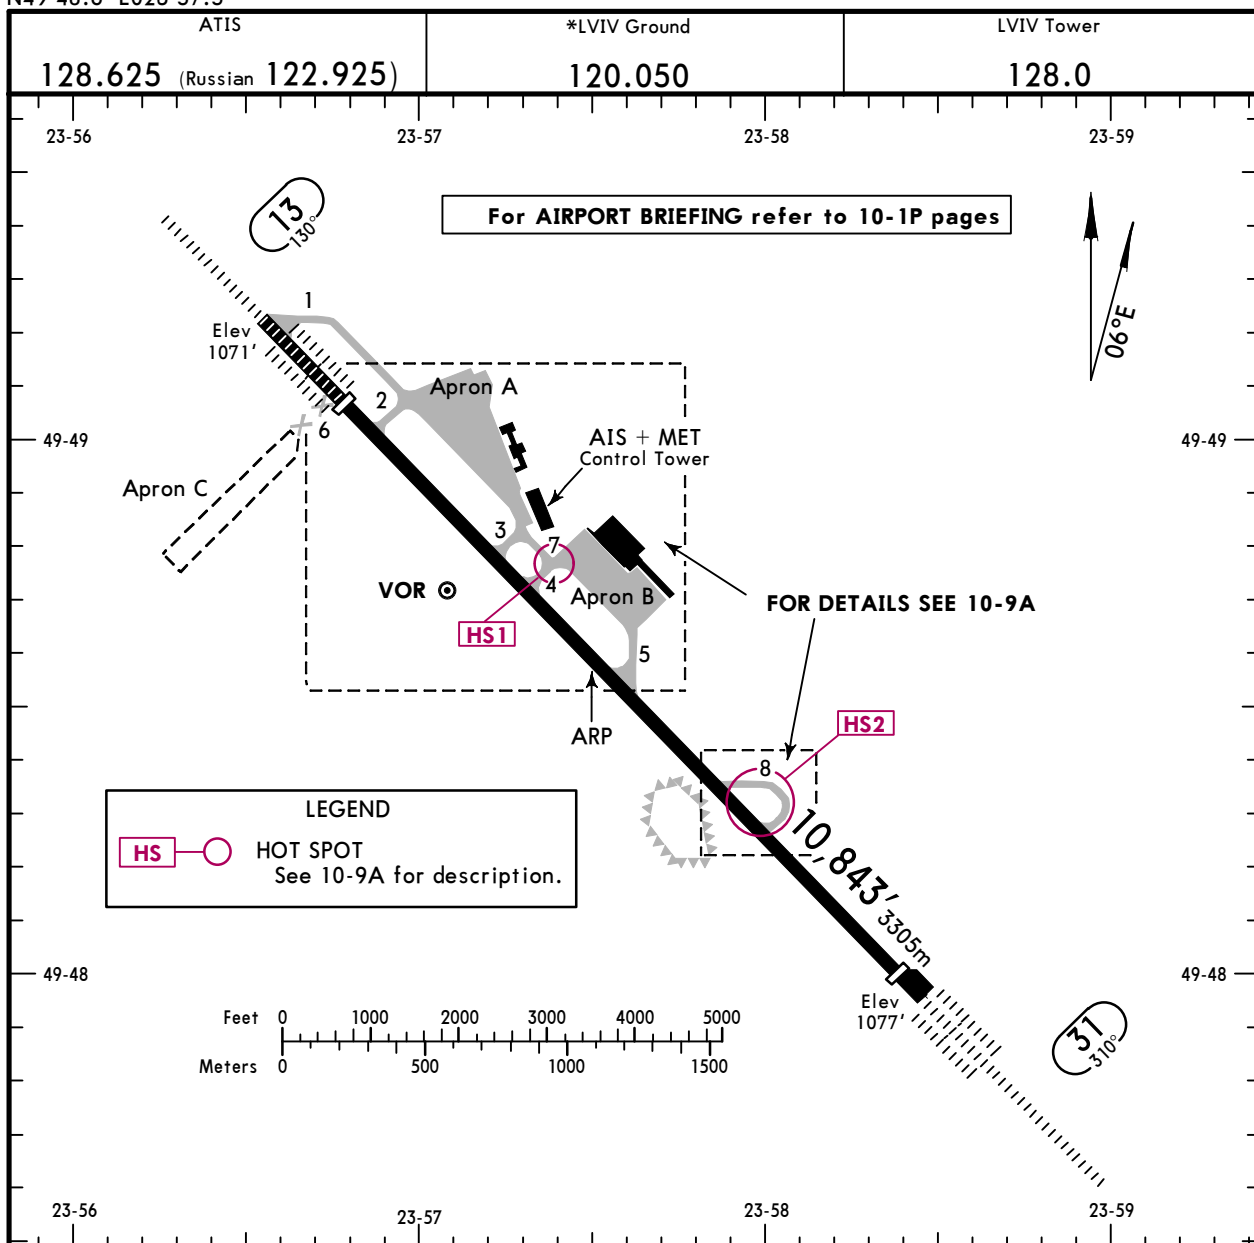 ATIS
*LVIV Ground
LVIV Tower
128.625 (Russian 122.925)
120.050
128.0
23-56
23-57
23-58
23-59
13
130°
For AIRPORT BRIEFING refer to 10-1P pages
06°E
1
Elev
1071'
2
Apron A
6
49-49
49-49
AIS + MET
Control Tower
Apron C
3
7
4
VOR
Apron B
FOR DETAILS SEE 10-9A
HS1
5
ARP
HS2
8
LEGEND
HS
HOT SPOT
See 10-9A for description.
10,843'
3305m
49-48
49-48
Elev
1077'
31
310°
Feet 0 1000 2000 3000 4000 5000
Meters 0 500 1000 1500
23-56
23-57
23-58
23-59